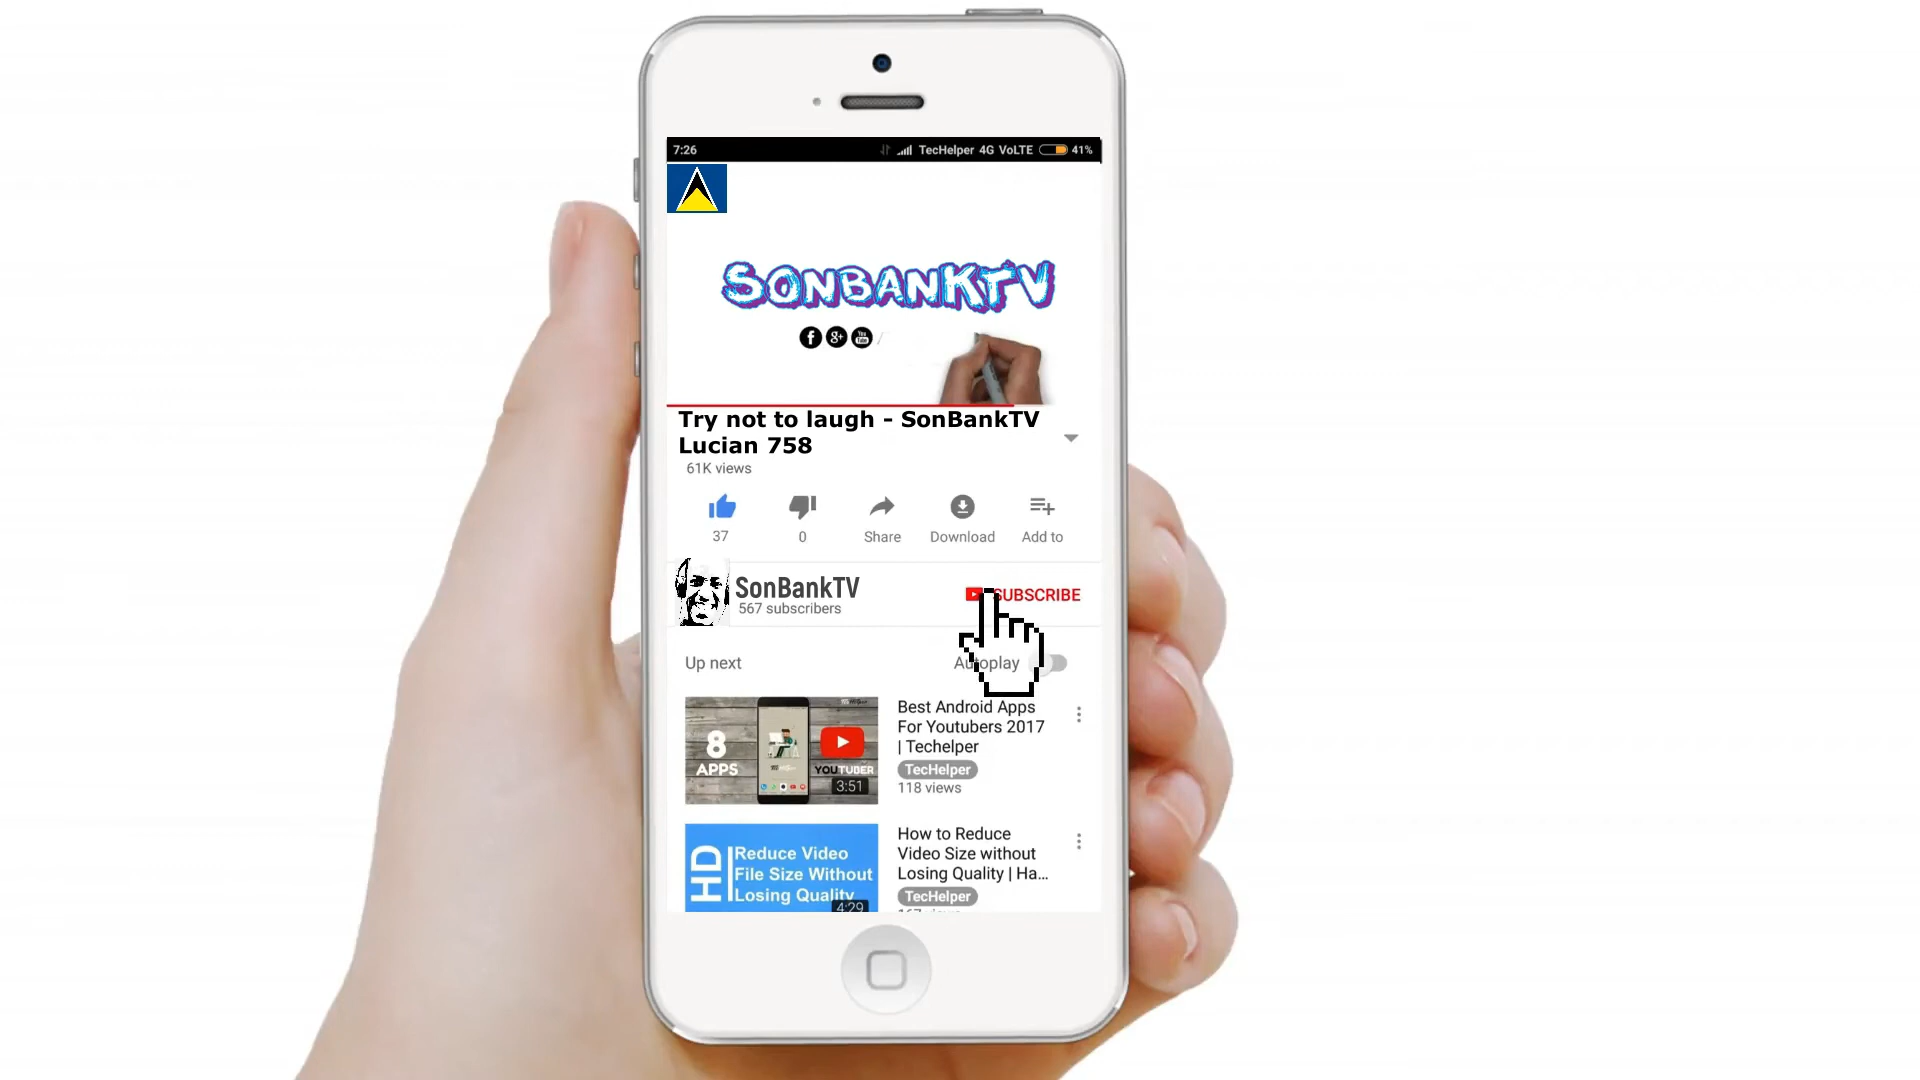 7:26 TecHelper 4G VoLTE 41%
SONBANKTV
f g+ You Tube
Try not to laugh - SonBankTV
Lucian 758
61K views
37 0 Share Download Add to
SonBankTV
567 subscribers
SUBSCRIBE
Up next Autoplay
8
APPS
YOUTUBER
3:51
Best Android Apps
For Youtubers 2017
| Techelper
TecHelper
118 views
HD
Reduce Video
File Size Without
Losing Quality
4:29
How to Reduce
Video Size without
Losing Quality | Ha...
TecHelper